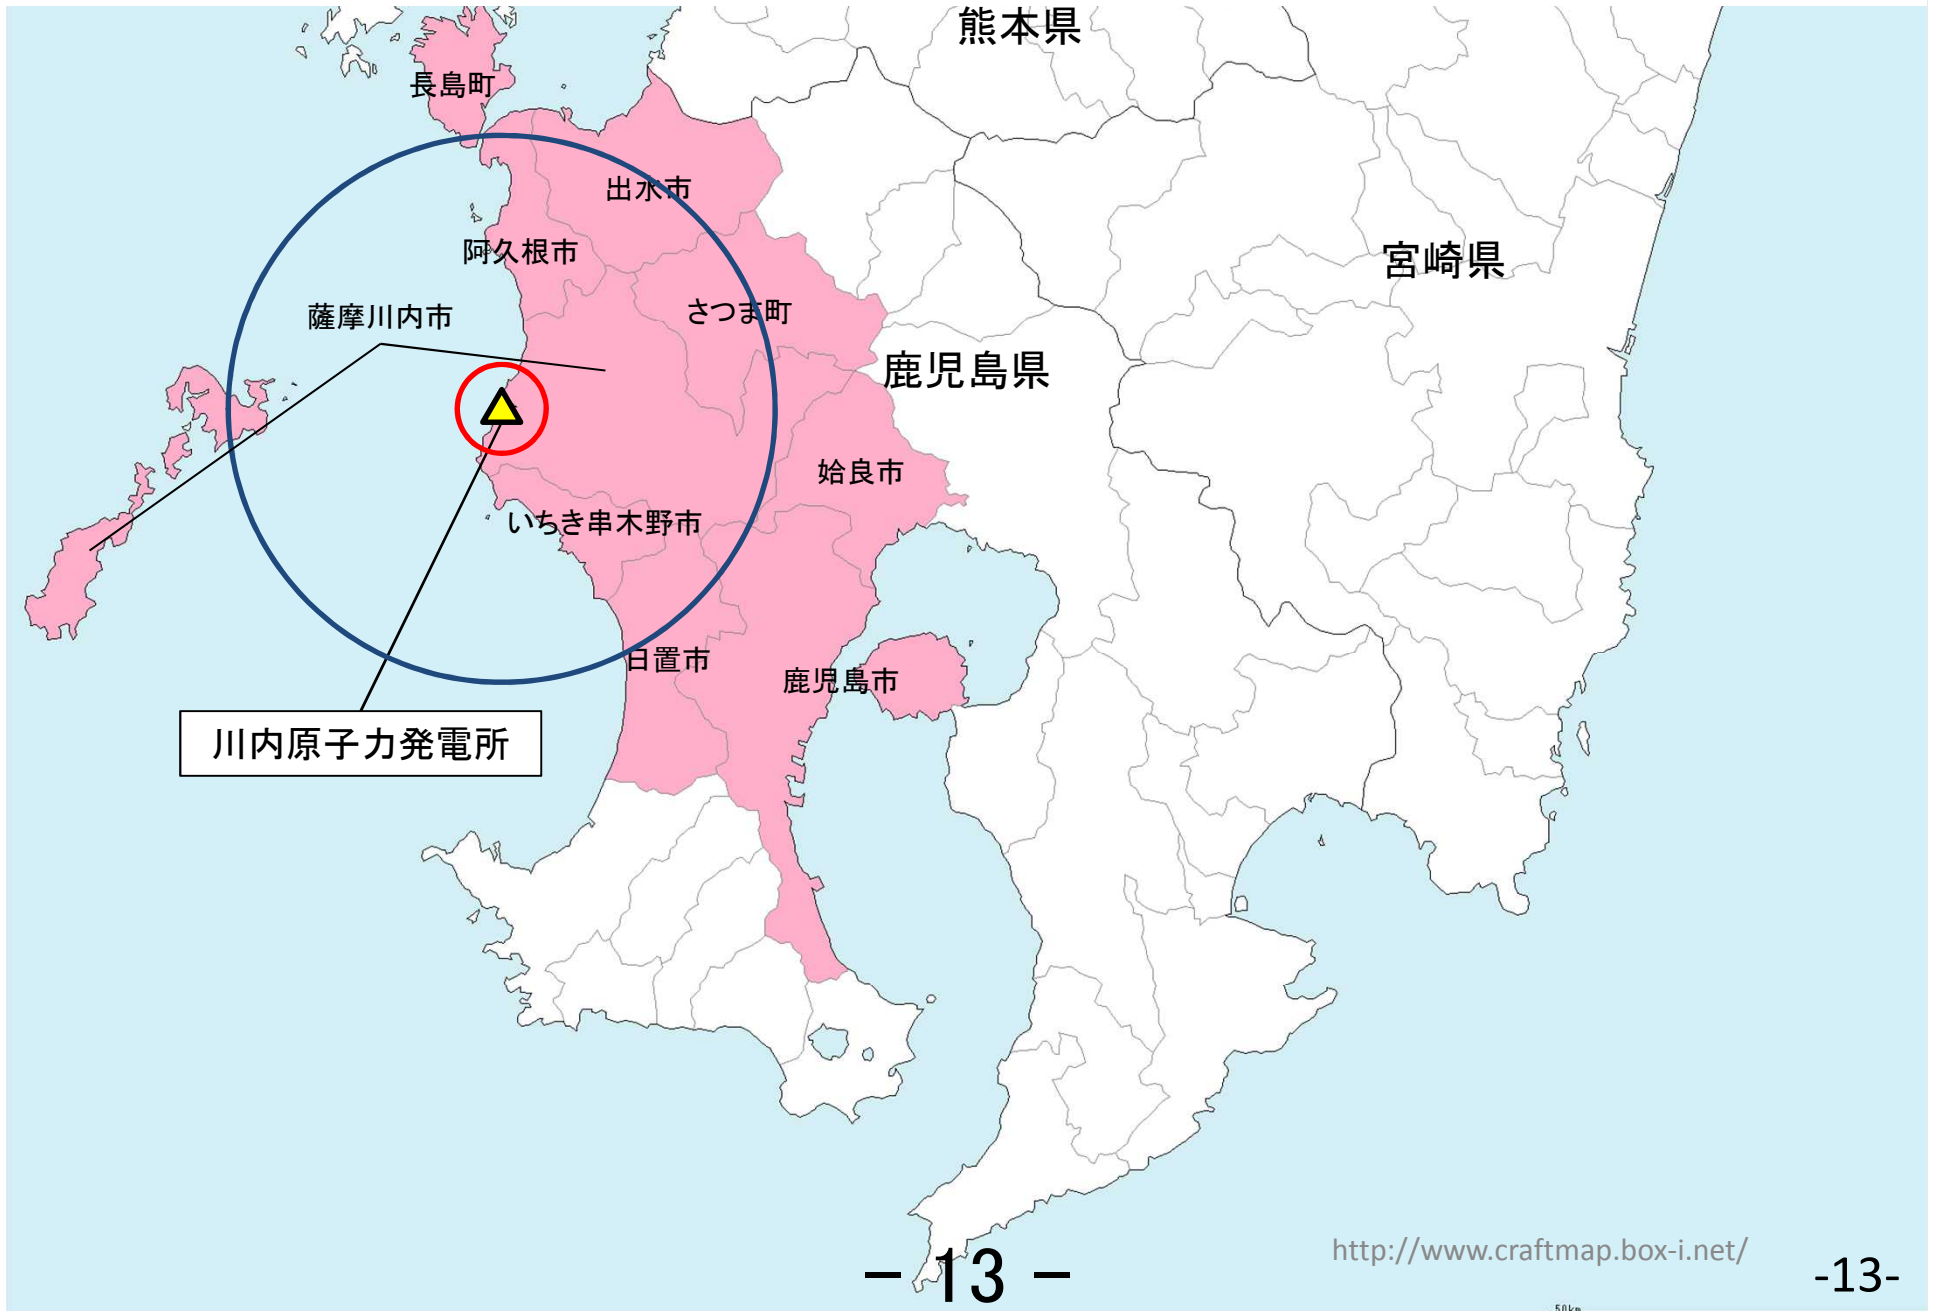 熊本県
長島町
出水市
阿久根市
宮崎県
さつま町
薩摩川内市
鹿児島県
姶良市
いちき串木野市
日置市
鹿児島市
川内原子力発電所
http://www.craftmap.box-i.net/
－13－
-13-
50km